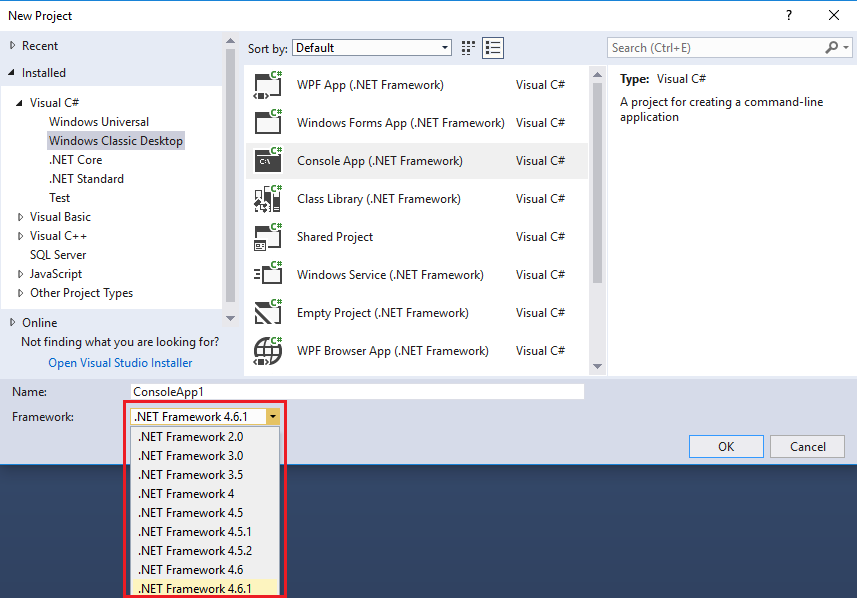 New Project
?
Recent
Installed
Visual C#
Windows Universal
Windows Classic Desktop
.NET Core
.NET Standard
Test
Visual Basic
Visual C++
SQL Server
JavaScript
Other Project Types
Online
Not finding what you are looking for?
Open Visual Studio Installer
Sort by: Default
C# WPF App (.NET Framework) Visual C#
C# Windows Forms App (.NET Framework) Visual C#
C# C:\ Console App (.NET Framework) Visual C#
C# Class Library (.NET Framework) Visual C#
C# Shared Project Visual C#
C# Windows Service (.NET Framework) Visual C#
C# Empty Project (.NET Framework) Visual C#
C# WPF Browser App (.NET Framework) Visual C#
Search (Ctrl+E)
Type: Visual C#
A project for creating a command-line
application
Name: ConsoleApp1
Framework: .NET Framework 4.6.1
.NET Framework 2.0
.NET Framework 3.0
.NET Framework 3.5
.NET Framework 4
.NET Framework 4.5
.NET Framework 4.5.1
.NET Framework 4.5.2
.NET Framework 4.6
.NET Framework 4.6.1
OK Cancel